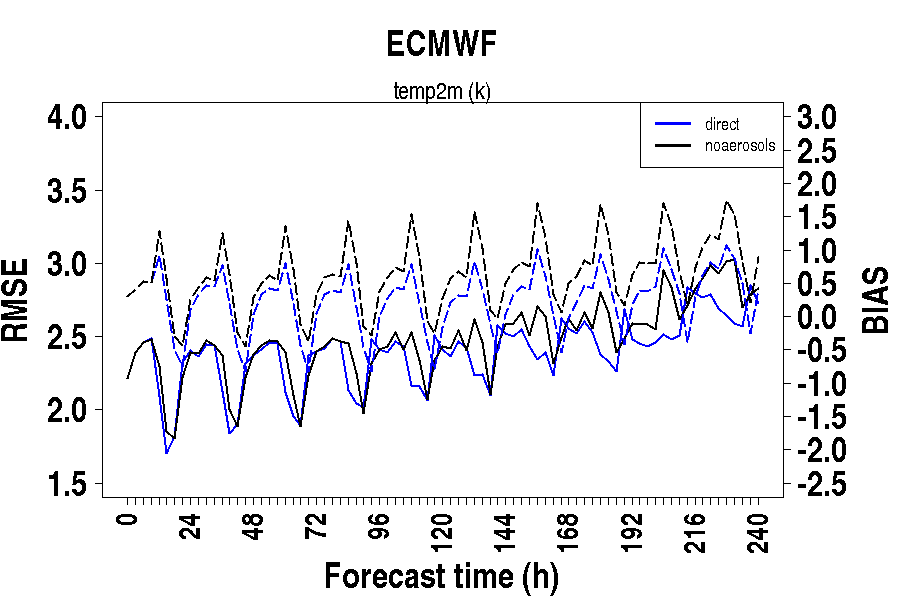 ECMWF
temp2m (k)
direct
noaerosols
RMSE
4.0
3.5
3.0
2.5
2.0
1.5
BIAS
3.0
2.5
2.0
1.5
1.0
0.5
0.0
-0.5
-1.0
-1.5
-2.0
-2.5
0 24 48 72 96 120 144 168 192 216 240
Forecast time (h)